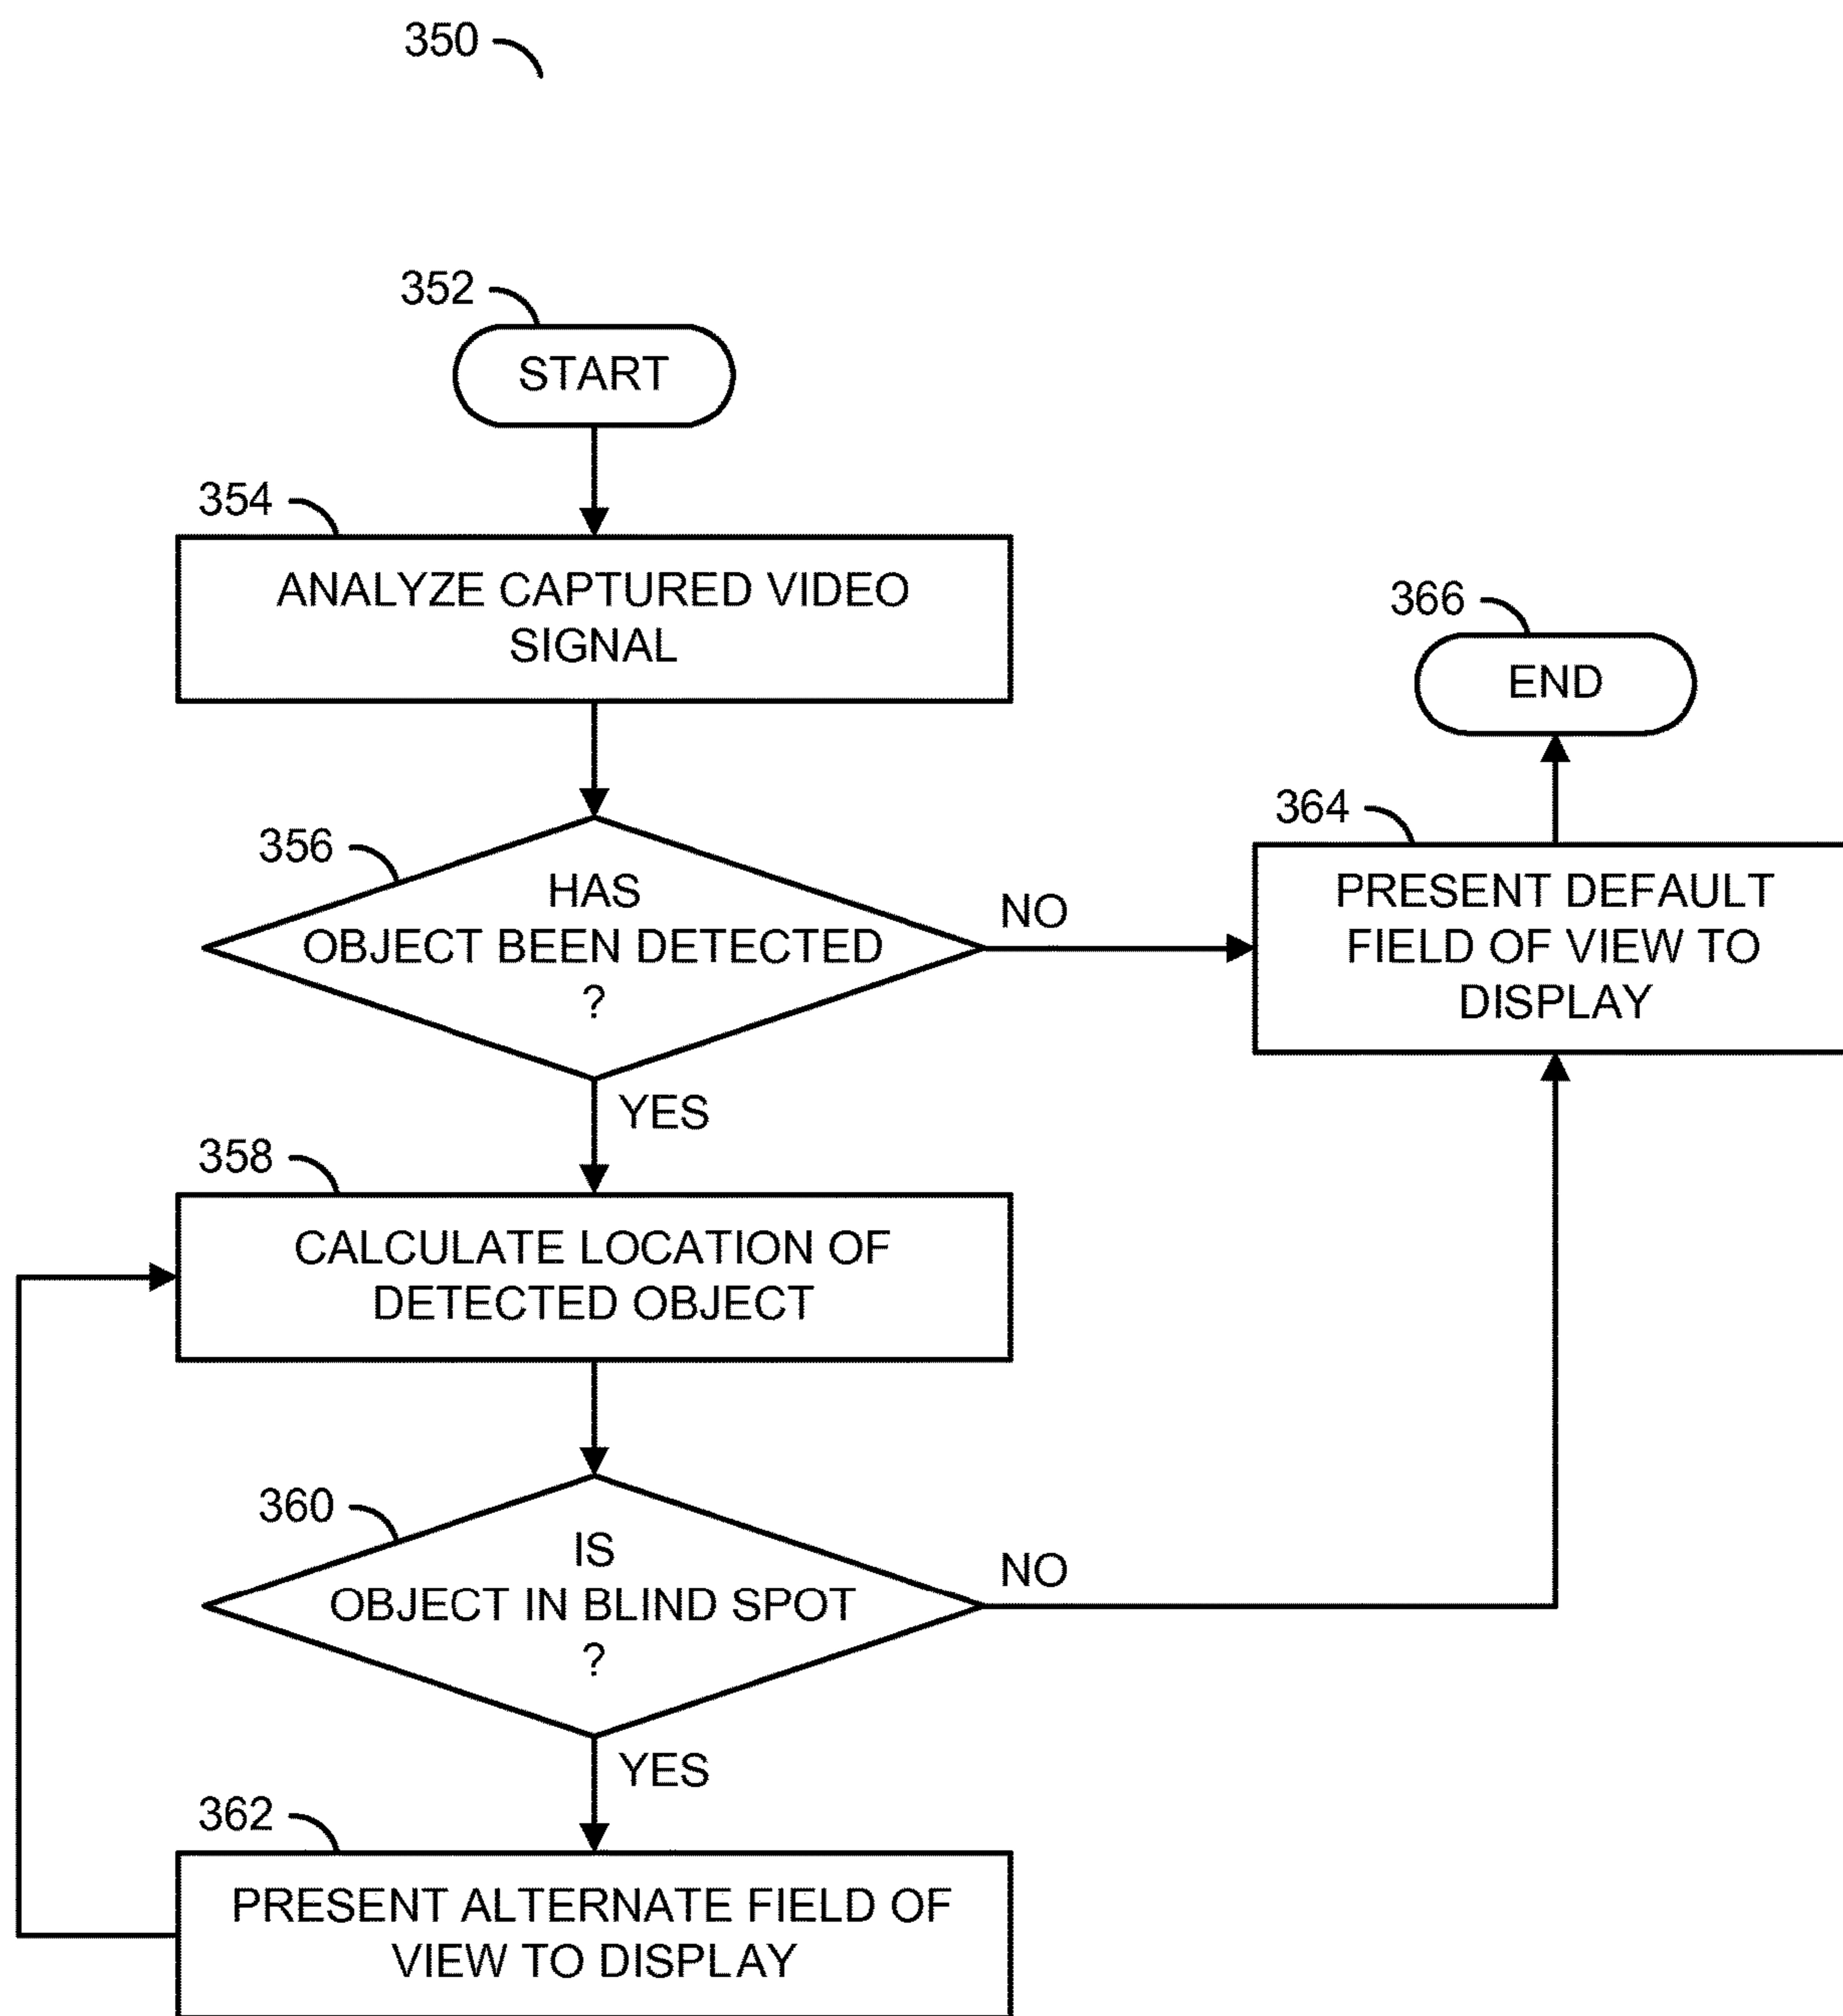 350
352
START
354
ANALYZE CAPTURED VIDEO
SIGNAL
356
HAS
OBJECT BEEN DETECTED
?
NO
YES
366
END
364
PRESENT DEFAULT
FIELD OF VIEW TO
DISPLAY
358
CALCULATE LOCATION OF
DETECTED OBJECT
360
IS
OBJECT IN BLIND SPOT
?
NO
YES
362
PRESENT ALTERNATE FIELD OF
VIEW TO DISPLAY